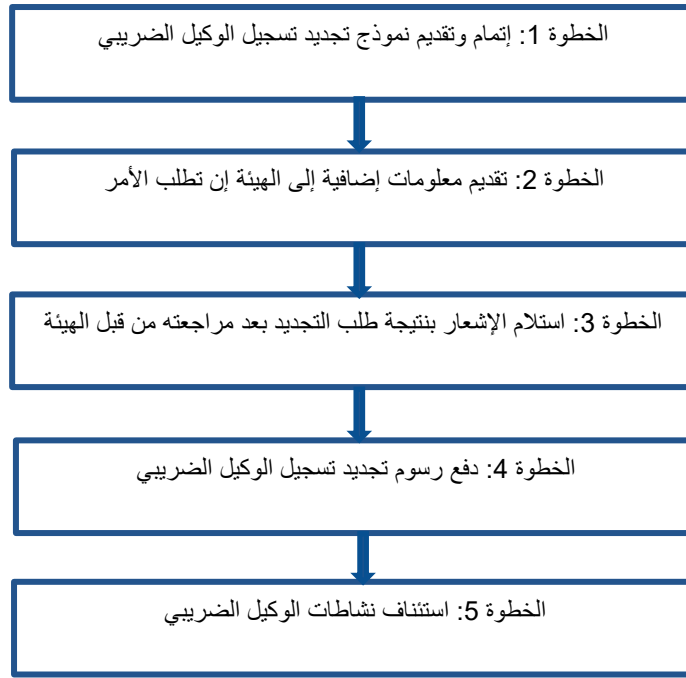 الخطوة 1: إتمام وتقديم نموذج تجديد تسجيل الوكيل الضريبي
الخطوة 2: تقديم معلومات إضافية إلى الهيئة إن تطلب الأمر
الخطوة 3: استلام الإشعار بنتيجة طلب التجديد بعد مراجعته من قبل الهيئة
الخطوة 4: دفع رسوم تجديد تسجيل الوكيل الضريبي
الخطوة 5: استئناف نشاطات الوكيل الضريبي